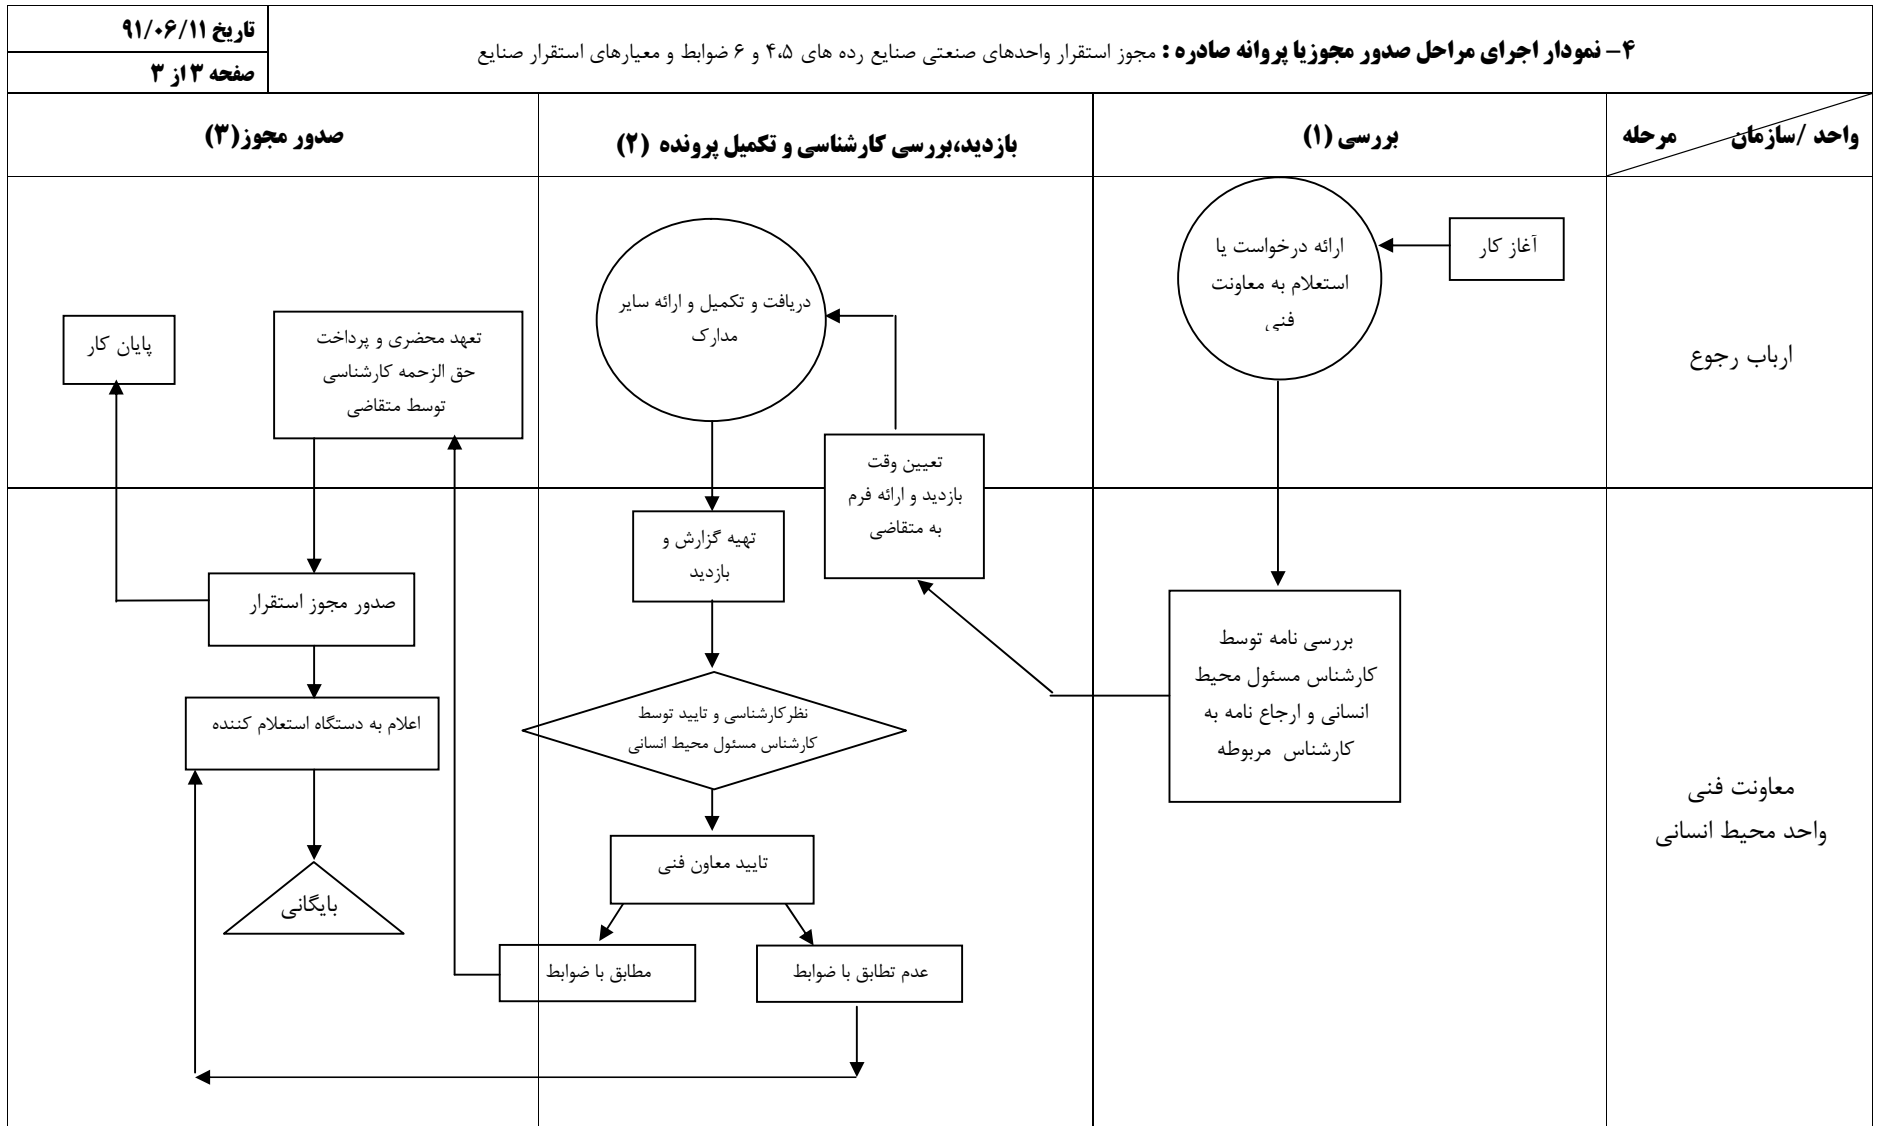 ۴- نمودار اجرای مراحل صدور مجوزیا پروانه صادره : مجوز استقرار واحدهای صنعتی صنایع رده های ۴،۵ و ۶ ضوابط و معیارهای استقرار صنایع
تاریخ ۹۱/۰۶/۱۱
صفحه ۳ از ۳
واحد /سازمان مرحله
بررسی (۱)
بازدید،بررسی کارشناسی و تکمیل پرونده (۲)
صدور مجوز(۳)
ارباب رجوع
آغاز کار
ارائه درخواست یا
استعلام به معاونت
فنی
دریافت و تکمیل و ارائه سایر
مدارک
تعیین وقت
بازدید و ارائه فرم
به متقاضی
تعهد محضری و پرداخت
حق الزحمه کارشناسی
توسط متقاضی
پایان کار
معاونت فنی
واحد محیط انسانی
بررسی نامه توسط
کارشناس مسئول محیط
انسانی و ارجاع نامه به
کارشناس مربوطه
تهیه گزارش و
بازدید
نظرکارشناسی و تایید توسط
کارشناس مسئول محیط انسانی
تایید معاون فنی
عدم تطابق با ضوابط
مطابق با ضوابط
صدور مجوز استقرار
اعلام به دستگاه استعلام کننده
بایگانی